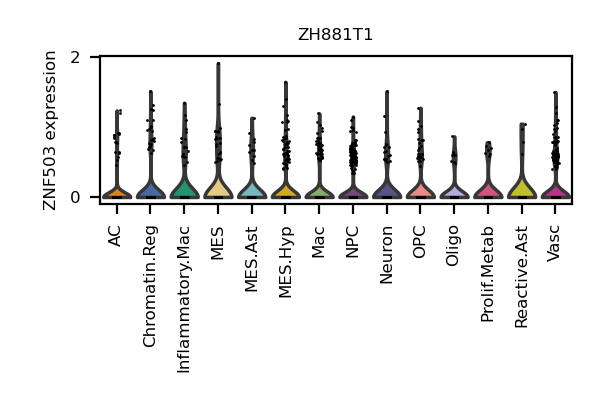 ZH881T1
ZNF503 expression
2
0
AC
Chromatin.Reg
Inflammatory.Mac
MES
MES.Ast
MES.Hyp
Mac
NPC
Neuron
OPC
Oligo
Prolif.Metab
Reactive.Ast
Vasc